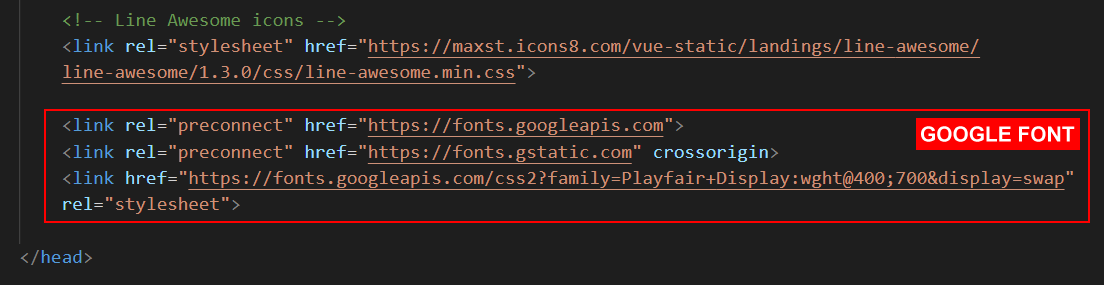 <!-- Line Awesome icons -->
<link rel="stylesheet" href="https://maxst.icons8.com/vue-static/landings/line-awesome/
line-awesome/1.3.0/css/line-awesome.min.css">
<link rel="preconnect" href="https://fonts.googleapis.com">
GOOGLE FONT
<link rel="preconnect" href="https://fonts.gstatic.com" crossorigin>
<link href="https://fonts.googleapis.com/css2?family=Playfair+Display:wght@400;700&display=swap"
rel="stylesheet">
</head>